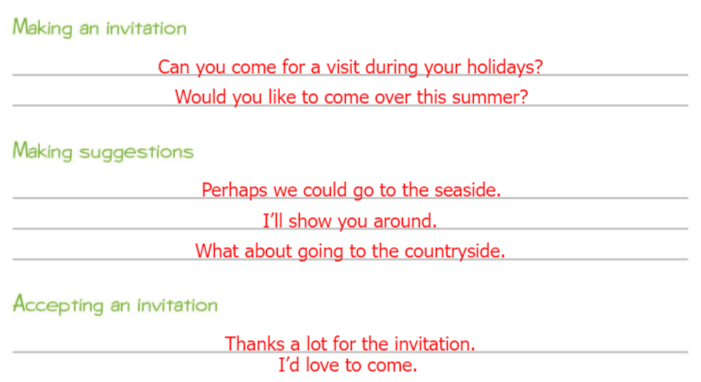 Making an invitation
Can you come for a visit during your holidays?
Would you like to come over this summer?
Making suggestions
Perhaps we could go to the seaside.
I'll show you around.
What about going to the countryside.
Accepting an invitation
Thanks a lot for the invitation.
I'd love to come.